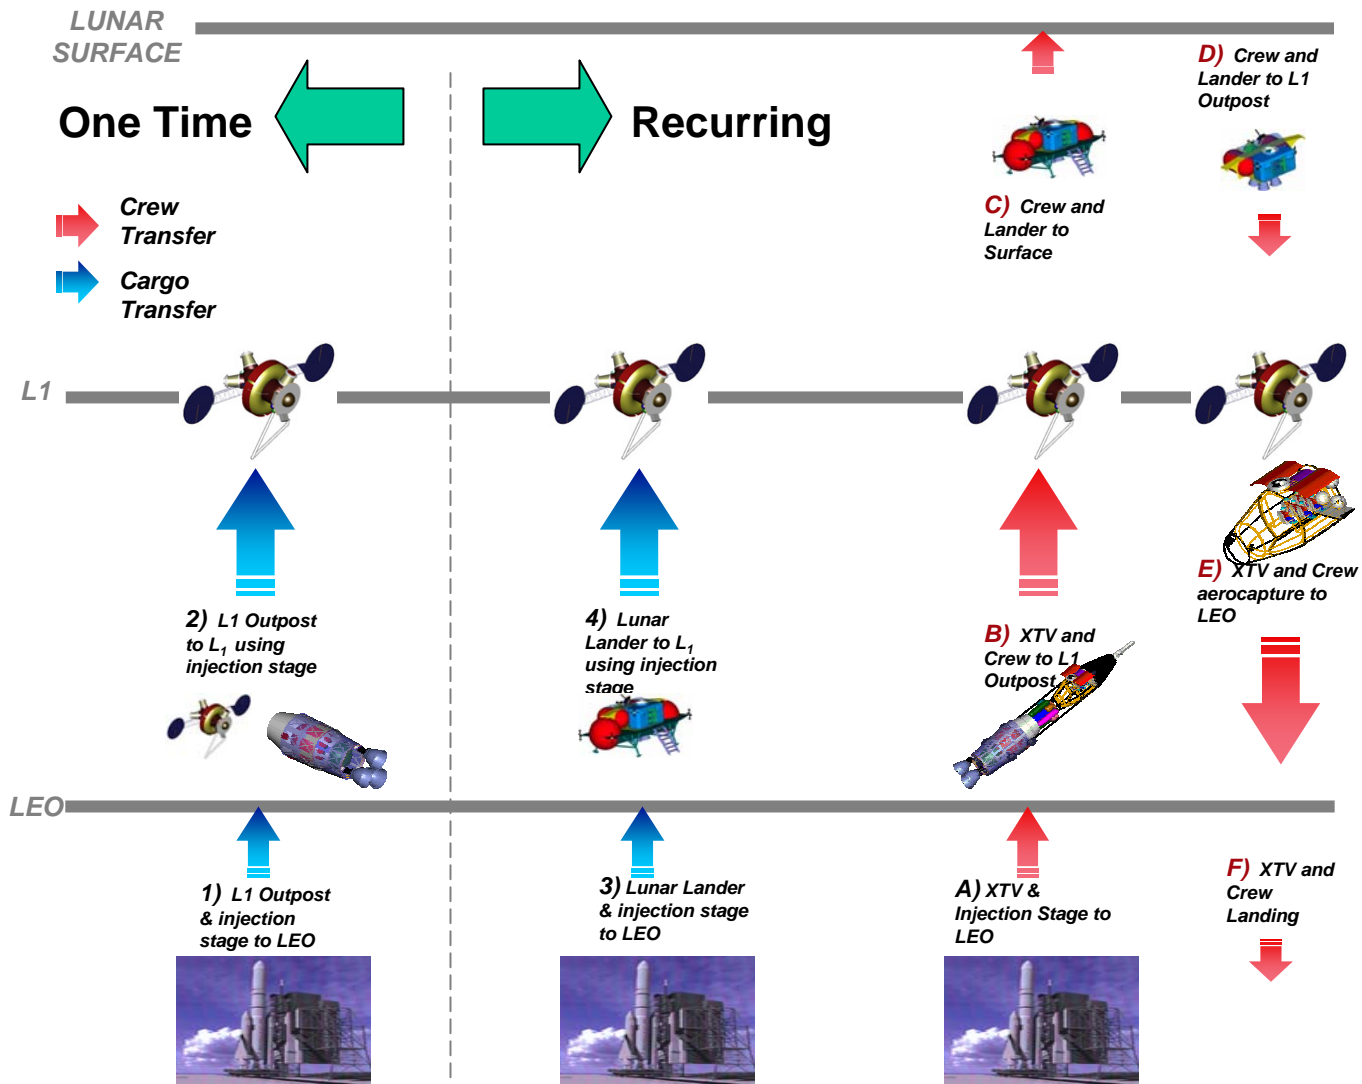 LUNAR
SURFACE
One Time
Recurring
Crew
Transfer
Cargo
Transfer
D) Crew and
Lander to L1
Outpost
C) Crew and
Lander to
Surface
L1
2) L1 Outpost
to L1 using
injection stage
4) Lunar
Lander to L1
using injection
stage
B) XTV and
Crew to L1
Outpost
E) XTV and Crew
aerocapture to
LEO
LEO
1) L1 Outpost
& injection
stage to LEO
3) Lunar Lander
& injection stage
to LEO
A) XTV &
Injection Stage to
LEO
F) XTV and
Crew
Landing